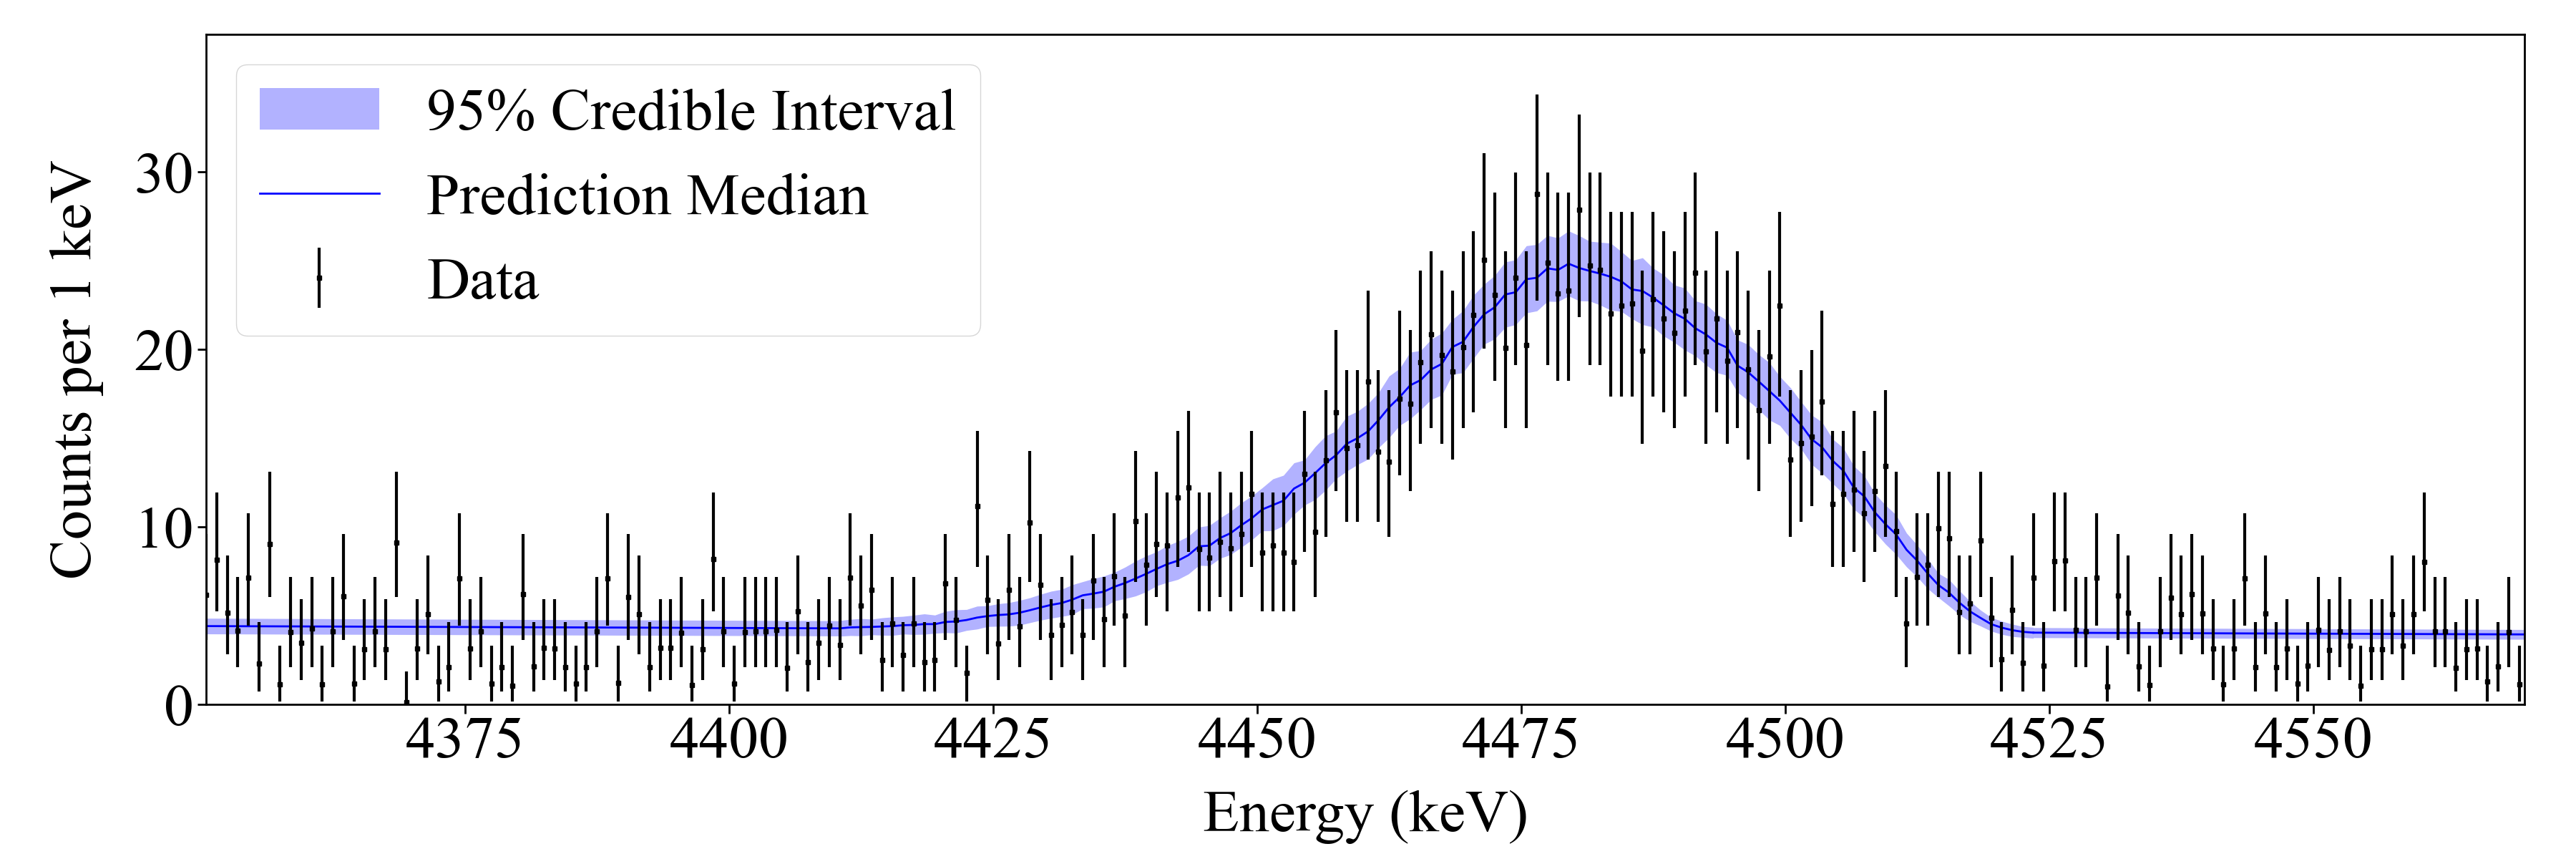 95% Credible Interval
Prediction Median
Data
Counts per 1 keV
30
20
10
0
4375 4400 4425 4450 4475 4500 4525 4550
Energy (keV)